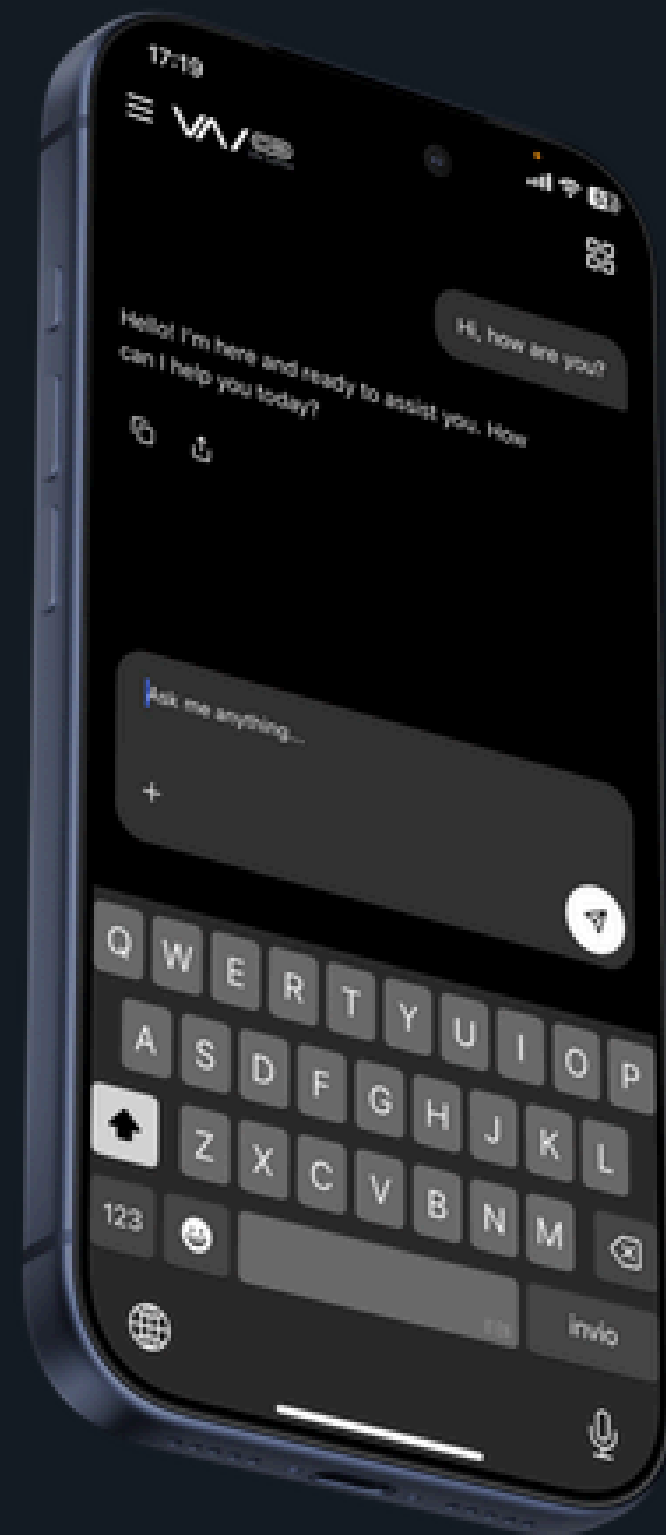 17:19
Hi, how are you?
Hello! I'm here and ready to assist you. How
can I help you today?
Ask me anything...
+
Q W E R T Y U I O P
A S D F G H J K L
Z X C V B N M
123
invio